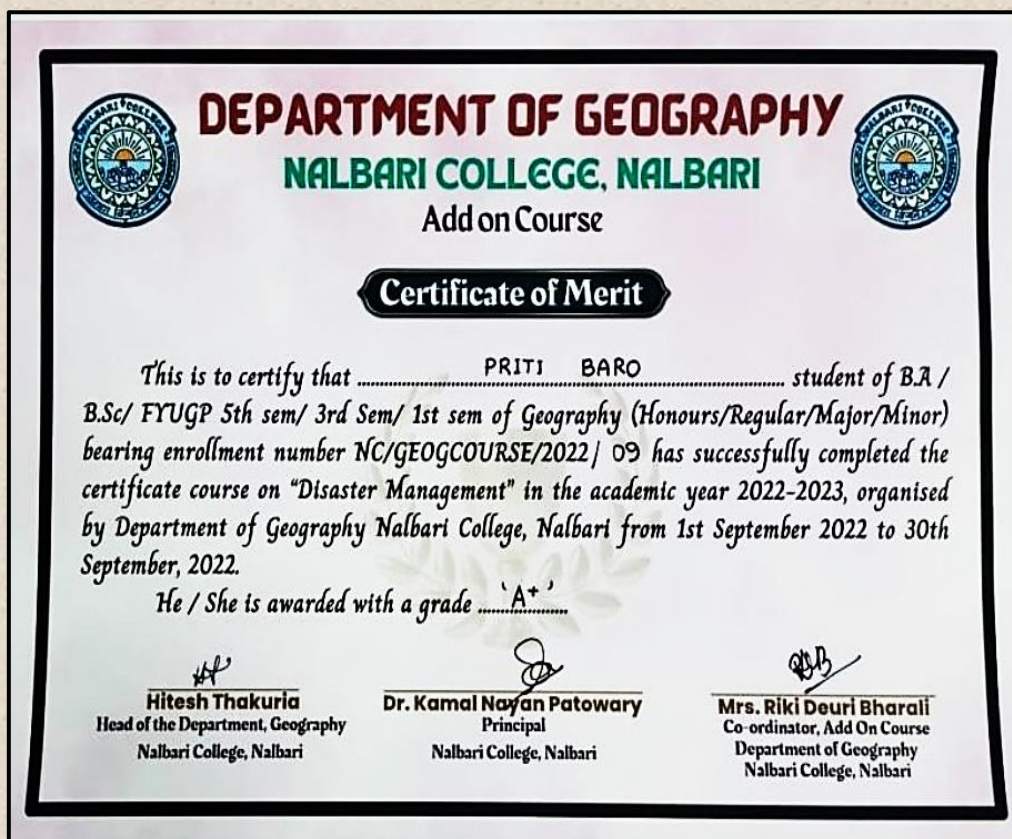 DEPARTMENT OF GEOGRAPHY
NALBARI COLLEGE, NALBARI
Add on Course
Certificate of Merit
This is to certify that ........ PRITI BARO ........ student of B.A /
B.Sc/ FYUGP 5th sem/ 3rd Sem/ 1st sem of Geography (Honours/Regular/Major/Minor)
bearing enrollment number NC/GEOGCOURSE/2022/ 09 has successfully completed the
certificate course on “Disaster Management” in the academic year 2022-2023, organised
by Department of Geography Nalbari College, Nalbari from 1st September 2022 to 30th
September, 2022.
He / She is awarded with a grade ..... 'A+' .....
Hitesh Thakuria
Head of the Department, Geography
Nalbari College, Nalbari
Dr. Kamal Nayan Patowary
Principal
Nalbari College, Nalbari
Mrs. Riki Deuri Bharali
Co-ordinator, Add On Course
Department of Geography
Nalbari College, Nalbari